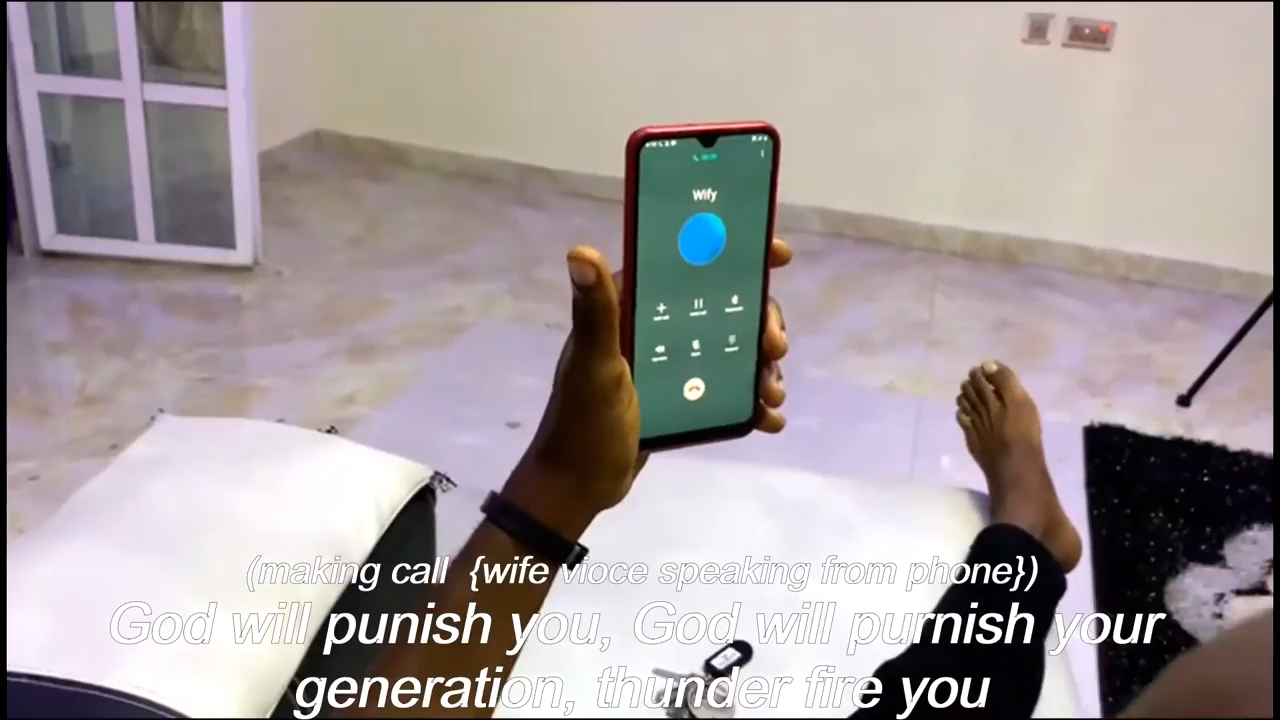 Wify
(making call {wife vioce speaking from phone})
God will punish you, God will purnish your
generation, thunder fire you